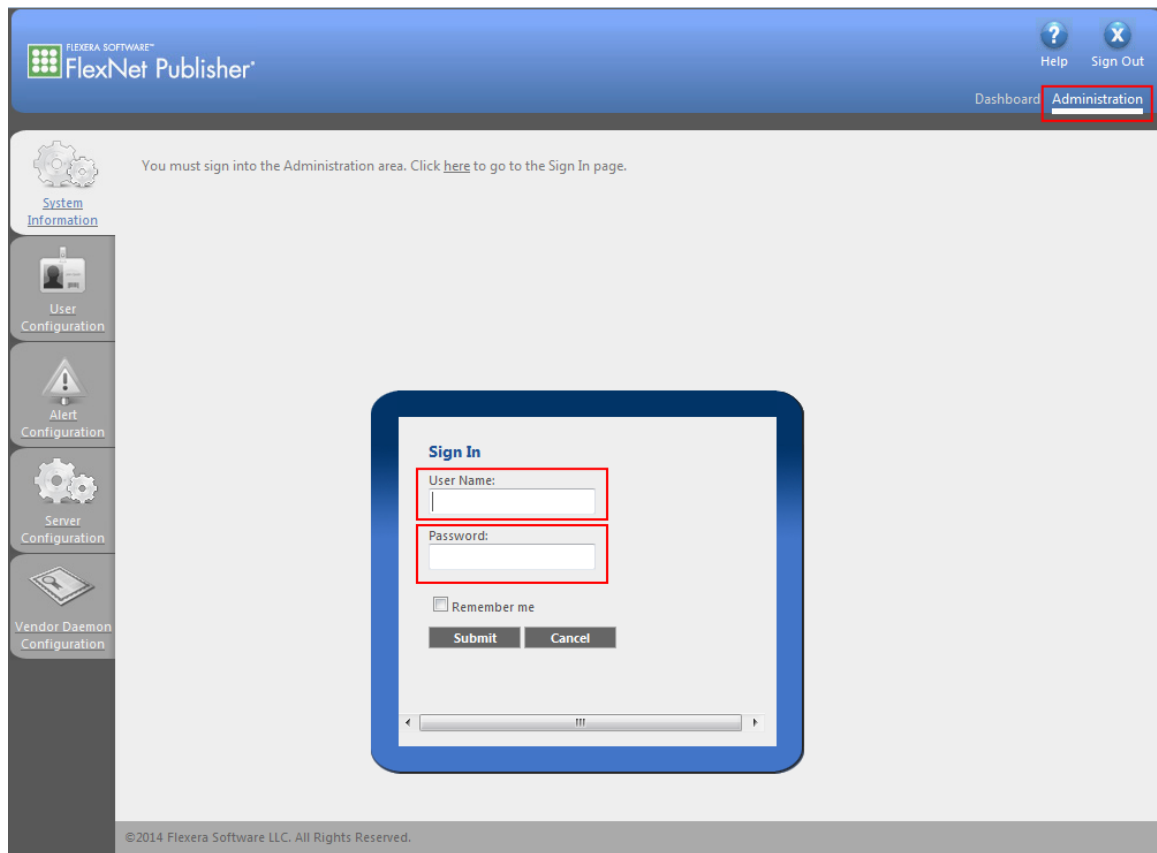 FLEXERA SOFTWARE™
FlexNet Publisher®
Help
Sign Out
Dashboard
Administration
You must sign into the Administration area. Click here to go to the Sign In page.
System
Information
User
Configuration
Alert
Configuration
Server
Configuration
Vendor Daemon
Configuration
Sign In
User Name:
Password:
Remember me
Submit
Cancel
©2014 Flexera Software LLC. All Rights Reserved.